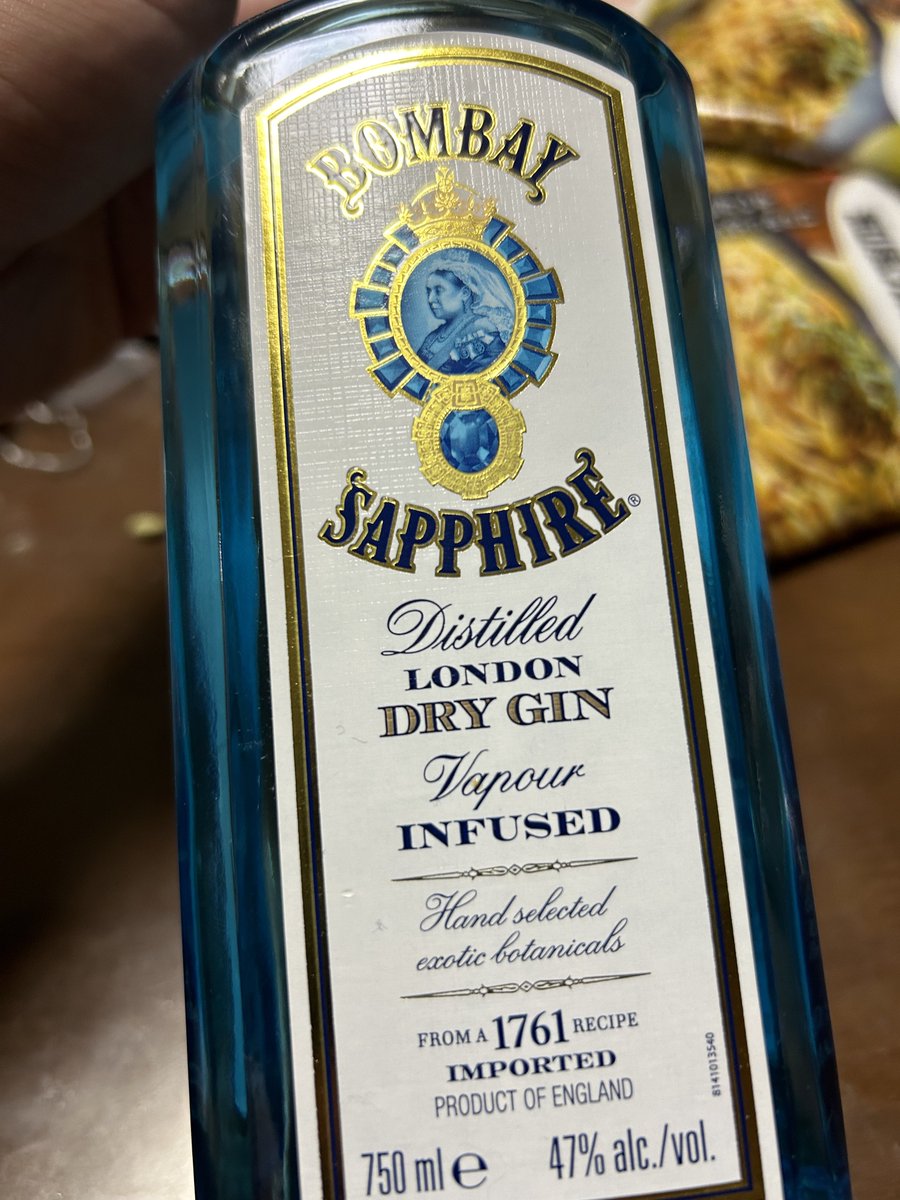 BOMBAY
SAPPHIRE®
Distilled
LONDON
DRY GIN
Vapour
INFUSED
Hand selected
exotic botanicals
FROM A 1761 RECIPE
IMPORTED
PRODUCT OF ENGLAND
8141013540
750 ml e 47% alc./vol.